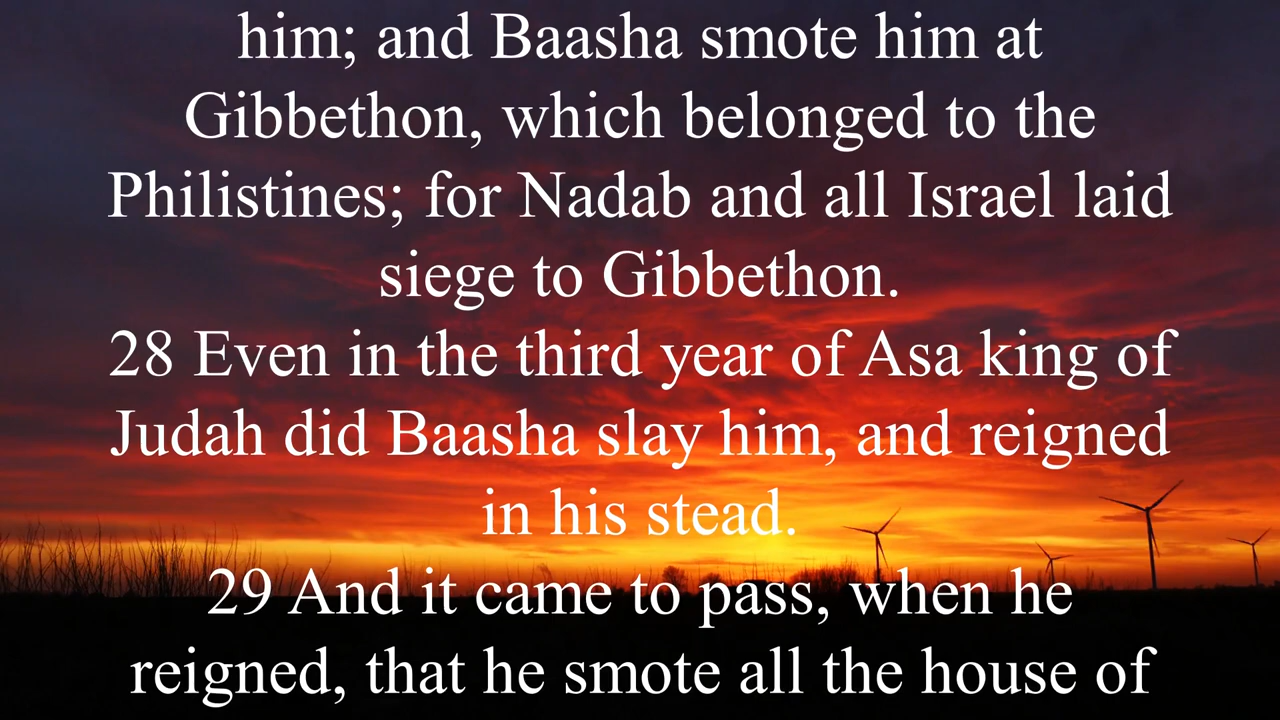 him; and Baasha smote him at
Gibbethon, which belonged to the
Philistines; for Nadab and all Israel laid
siege to Gibbethon.
28 Even in the third year of Asa king of
Judah did Baasha slay him, and reigned
in his stead.
29 And it came to pass, when he
reigned, that he smote all the house of